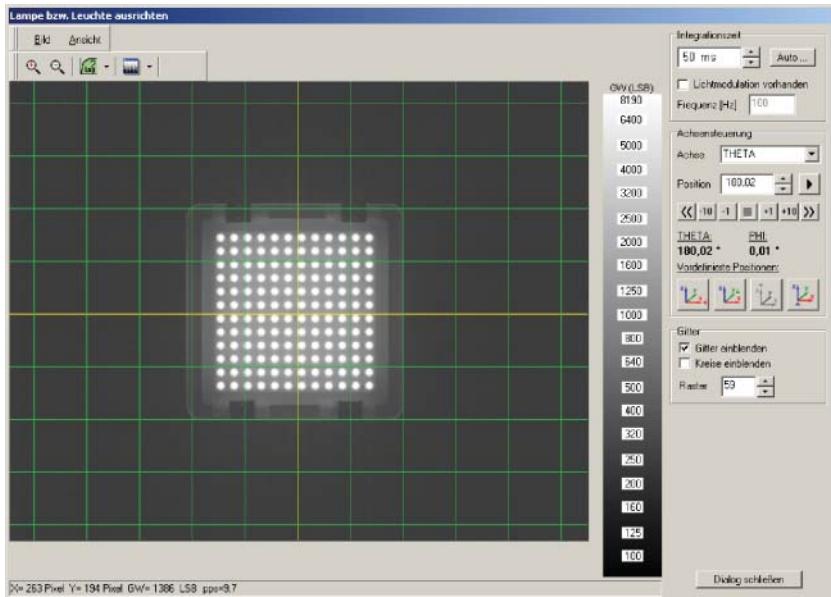 Lampe bzw. Leuchte ausrichten
Bild Ansicht
GW(LSB)
8190
6400
5000
4000
3200
2500
2000
1600
1250
1000
800
640
500
400
320
250
200
160
125
100
Integrationszeit
50 ms Auto ...
Lichtmodulation vorhanden
Frequenz [Hz] 100
Achsensteuerung
Achse THETA
Position 180,02
-10 -1 +1 +10
THETA: PHI:
180,02 ° 0,01 °
Vordefinierte Positionen:
Gitter
Gitter einblenden
Kreise einblenden
Raster 59
Dialog schließen
X= 263 Pixel Y= 194 Pixel GW= 1386 LSB pps=9.7